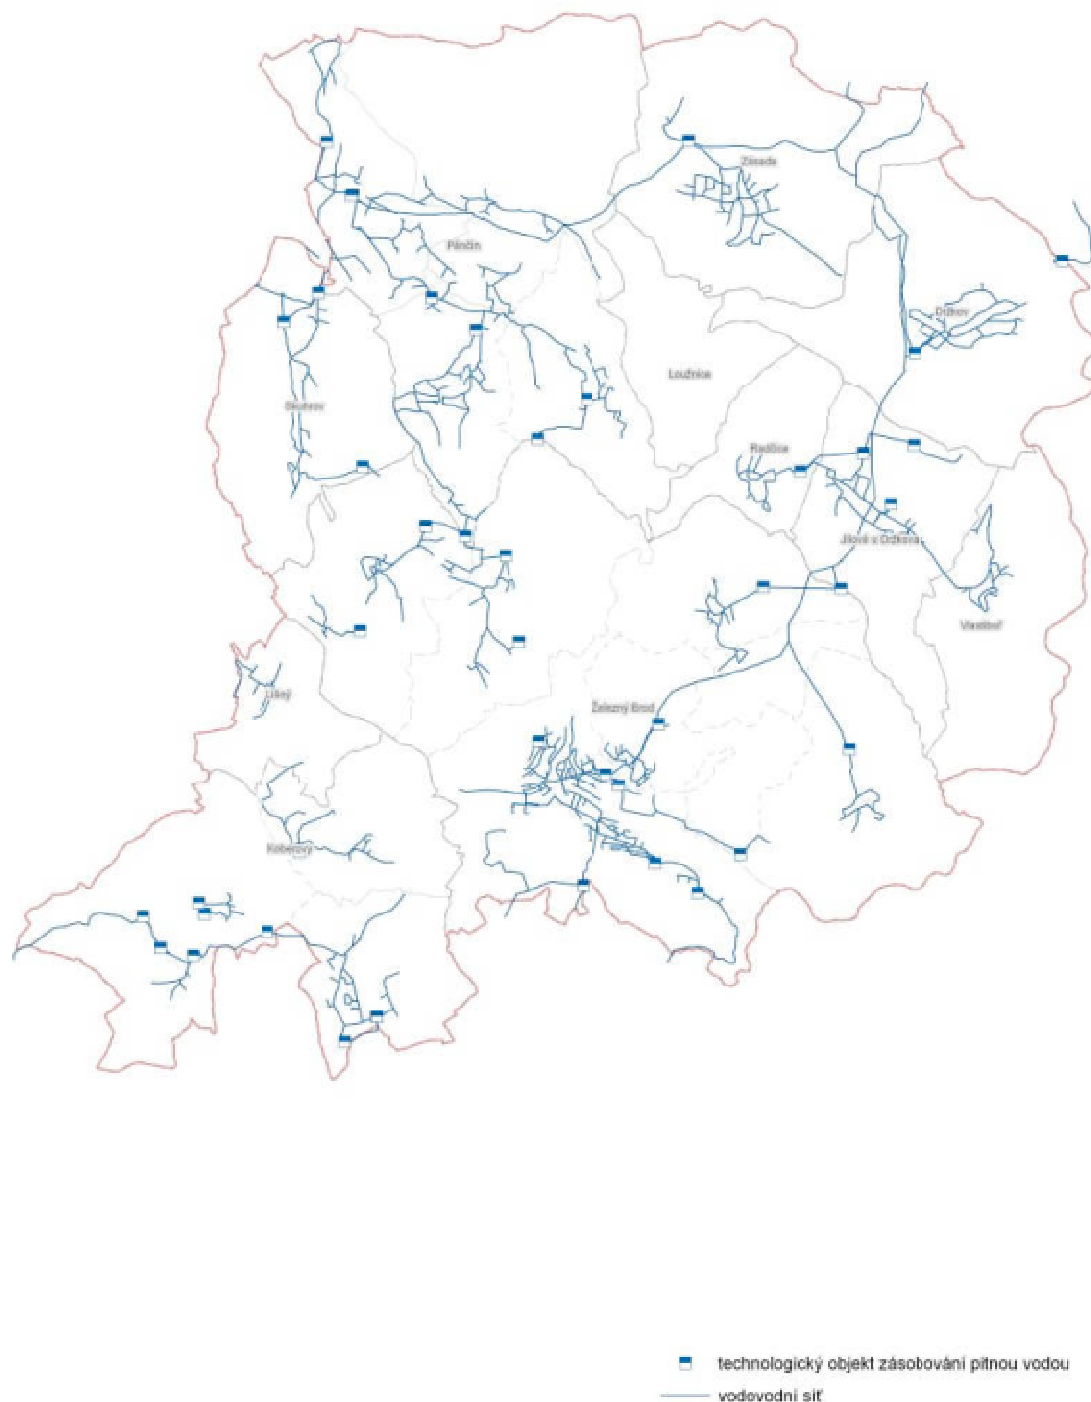 Zásada
Pěnčín
Držkov
Loužnice
Skuhrov
Radčice
Jílové u Držkova
Vlastiboř
Líšný
Železný Brod
Koberovy
technologický objekt zásobování pitnou vodou
vodovodní síť